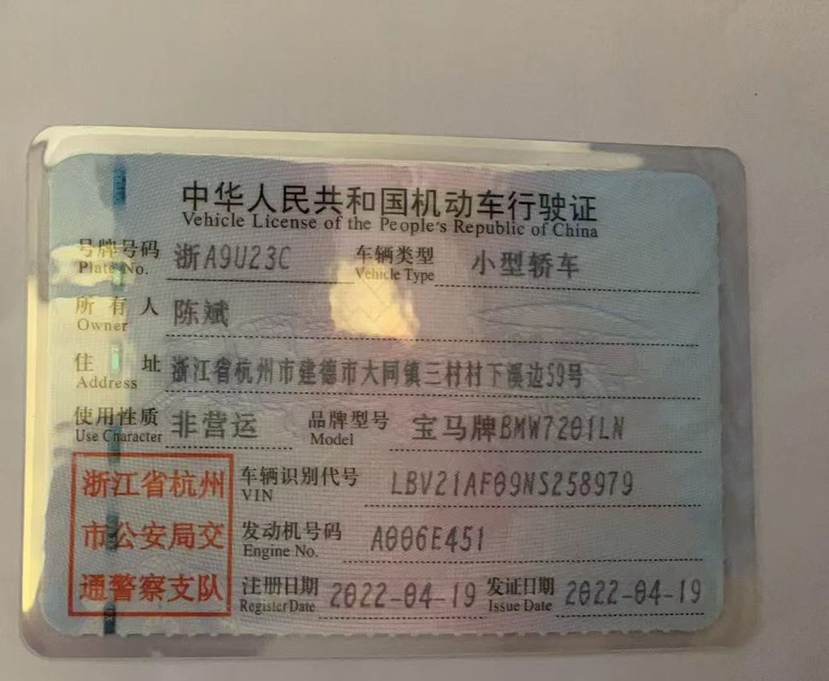 中华人民共和国机动车行驶证
Vehicle License of the People's Republic of China
号牌号码 浙A9U23C 车辆类型 小型轿车
Plate No. Vehicle Type
所有人 陈斌
Owner
住址 浙江省杭州市建德市大同镇三村村下溪边59号
Address
使用性质 非营运 品牌型号 宝马牌BMW7201LN
Use Character Model
浙江省杭州 车辆识别代号 LBV21AF09NS258979
VIN
市公安局交 发动机号码 A006E451
Engine No.
通警察支队 注册日期 2022-04-19 发证日期 2022-04-19
Register Date Issue Date